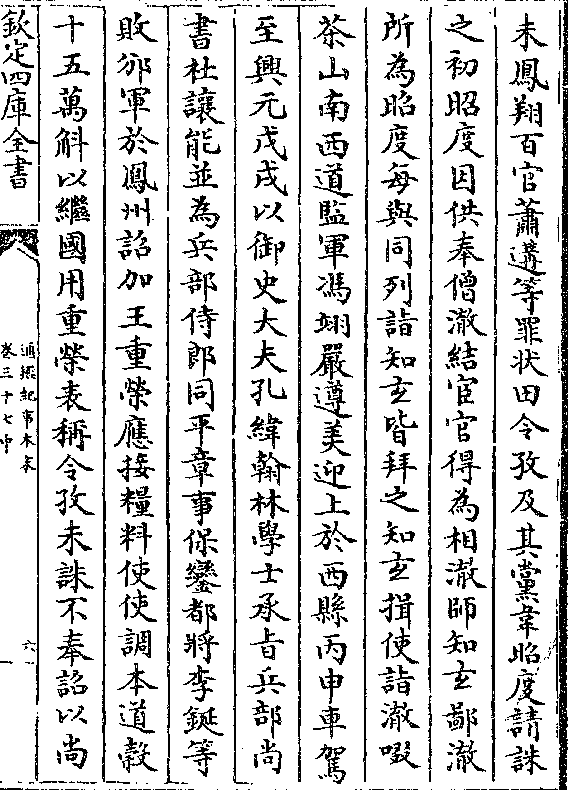 未鳳翔百官蕭遘等罪狀田令孜及其黨韋昭度請誅
之初昭度因供奉僧澈結宦官得為相澈師知𤣥鄙澈
所為昭度每與同列詣知𤣥皆拜之知𤣥揖使詣澈啜
茶山南西道監軍馮翊嚴遵美迎上於西縣丙申車駕
至興元戊戌以御史大夫孔緯翰林學士承旨兵部尚
書杜讓能並為兵部侍郎同平章事保鑾都將李鋋等
敗邠軍於鳳州詔加王重榮應接糧料使使調本道穀
十五萬斛以繼國用重榮表稱令孜未誅不奉詔以尚
欽定四庫全書
通鑑紀事本末
卷三十七中
六